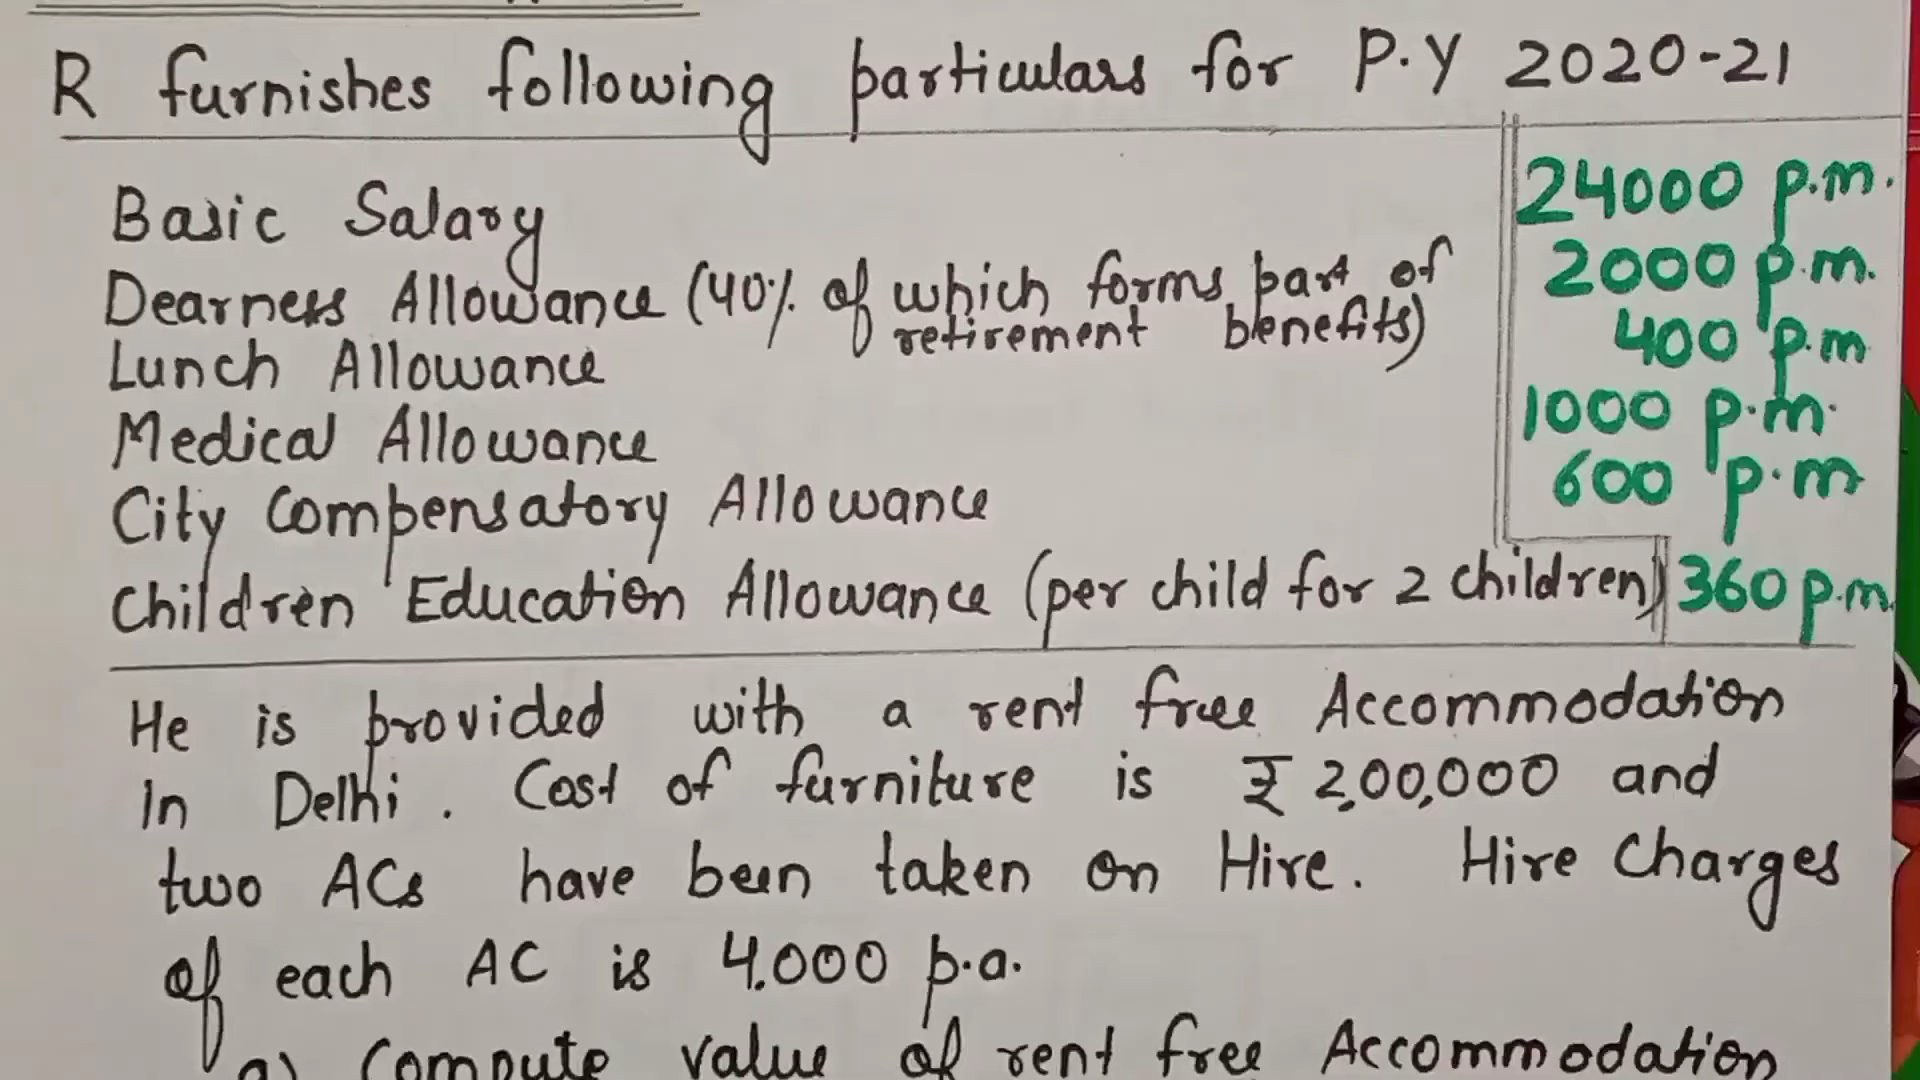 R furnishes following particulars for P.Y 2020-21
Basic Salary 24000 p.m.
Dearness Allowance (40% of which forms part of retirement benefits) 2000 p.m.
Lunch Allowance 400 p.m
Medical Allowance 1000 p.m.
City Compensatory Allowance 600 p.m
Children Education Allowance (per child for 2 children) 360 p.m.
He is provided with a rent free Accommodation
In Delhi. Cost of furniture is ₹ 2,00,000 and
two ACs have been taken on Hire. Hire Charges
of each AC is 4,000 p.a.
a) Compute value of rent free Accommodation